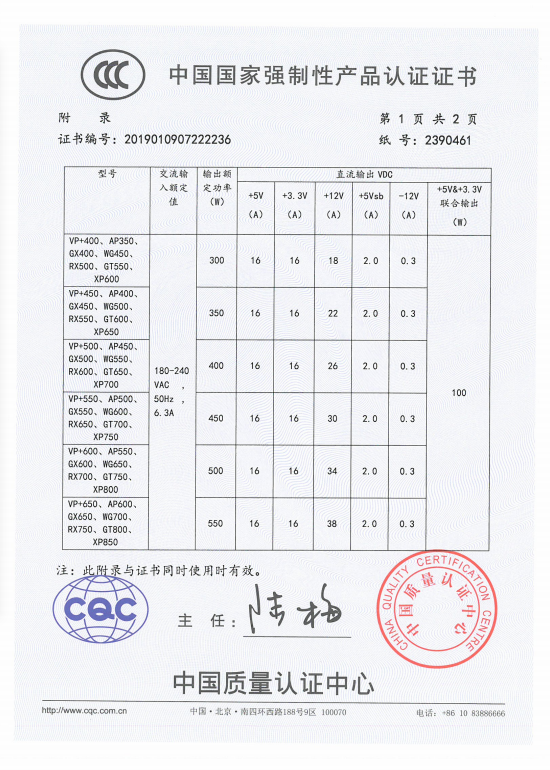 CCC
中国国家强制性产品认证证书
附 录 第 1 页 共 2 页
证书编号：2019010907222236 纸 号：2390461
型号 交流输入额定值 输出额定功率(W) 直流输出 VDC
+5V (A) +3.3V (A) +12V (A) +5Vsb (A) -12V (A) +5V&+3.3V 联合输出 (W)
VP+400、AP350、
GX400、WG450、
RX500、GT550、
XP600
300 16 16 18 2.0 0.3
VP+450、AP400、
GX450、WG500、
RX550、GT600、
XP650
350 16 16 22 2.0 0.3
VP+500、AP450、
GX500、WG550、
RX600、GT650、
XP700
400 16 16 26 2.0 0.3
180-240
VAC ，
50Hz ，
6.3A
100
VP+550、AP500、
GX550、WG600、
RX650、GT700、
XP750
450 16 16 30 2.0 0.3
VP+600、AP550、
GX600、WG650、
RX700、GT750、
XP800
500 16 16 34 2.0 0.3
VP+650、AP600、
GX650、WG700、
RX750、GT800、
XP850
550 16 16 38 2.0 0.3
注：此附录与证书同时使用时有效。
CQC
主 任：陆梅
CHINA QUALITY CERTIFICATION CENTRE
中国质量认证中心
中国质量认证中心
http://www.cqc.com.cn 中国·北京·南四环西路188号9区 100070 电话：+86 10 83886666